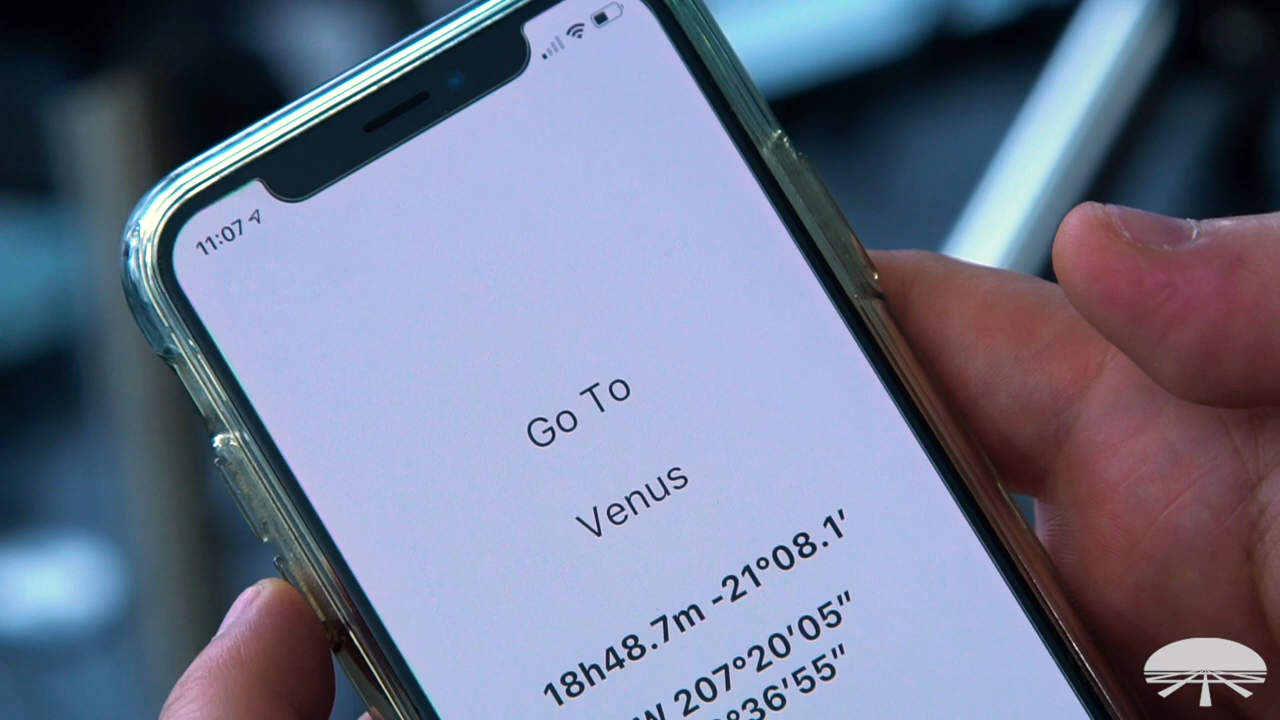 11:07
Go To
Venus
18h48.7m -21°08.1'
W 207°20'05"
°36'55"